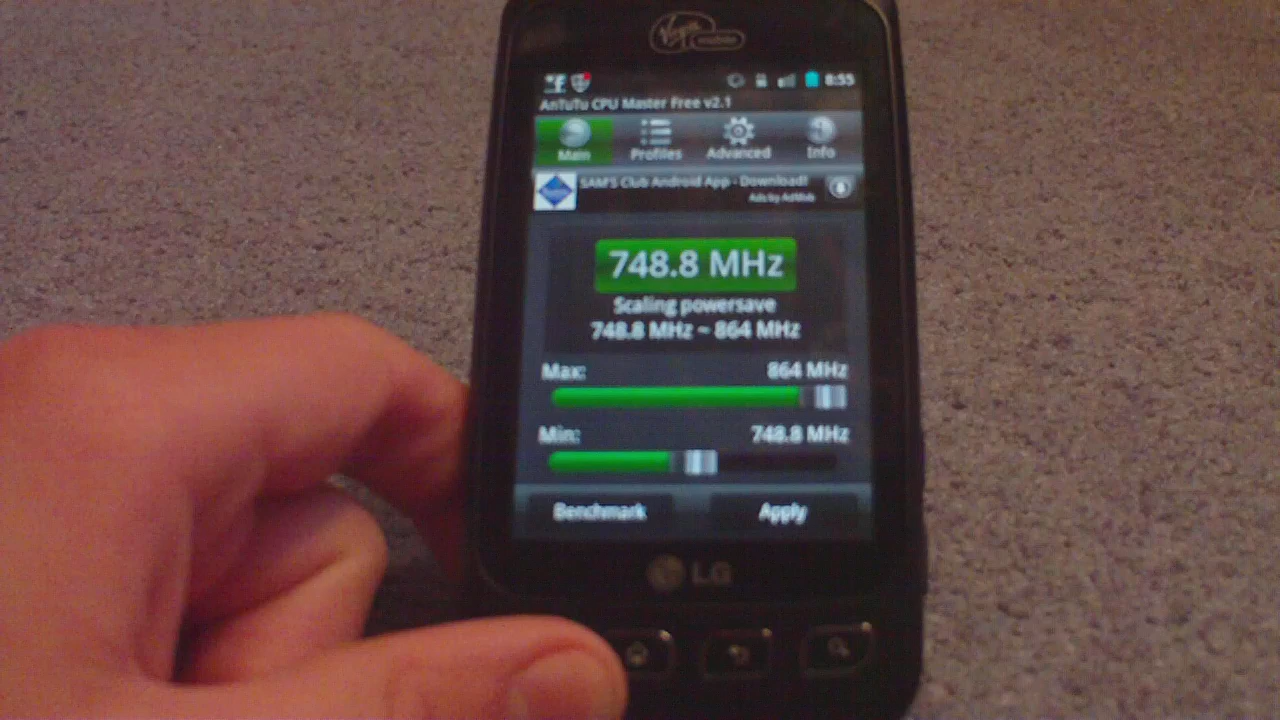 Virgin
mobile
8:55
AnTuTu CPU Master Free v2.1
Main Profiles Advanced Info
SAM'S Club Android App - Download!
Ads by AdMob
748.8 MHz
Scaling powersave
748.8 MHz ~ 864 MHz
Max: 864 MHz
Min: 748.8 MHz
Benchmark Apply
LG